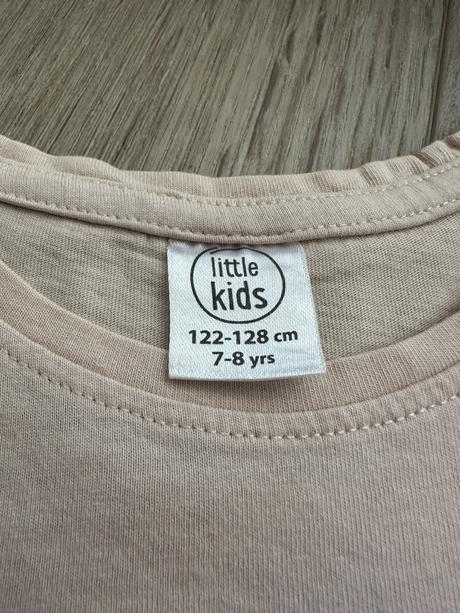 little
kids
122-128 cm
7-8 yrs